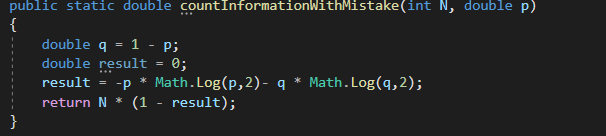 public static double countInformationWithMistake(int N, double p)
{
double q = 1 - p;
double result = 0;
result = -p * Math.Log(p,2)- q * Math.Log(q,2);
return N * (1 - result);
}